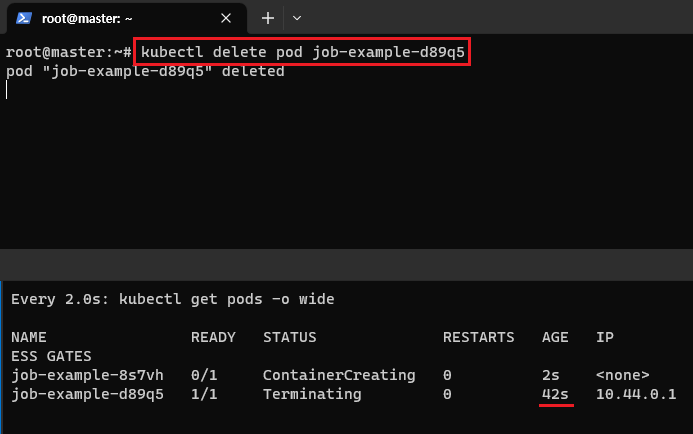 root@master: ~
root@master:~# kubectl delete pod job-example-d89q5
pod "job-example-d89q5" deleted
Every 2.0s: kubectl get pods -o wide
NAME READY STATUS RESTARTS AGE IP
ESS GATES
job-example-8s7vh 0/1 ContainerCreating 0 2s <none>
job-example-d89q5 1/1 Terminating 0 42s 10.44.0.1